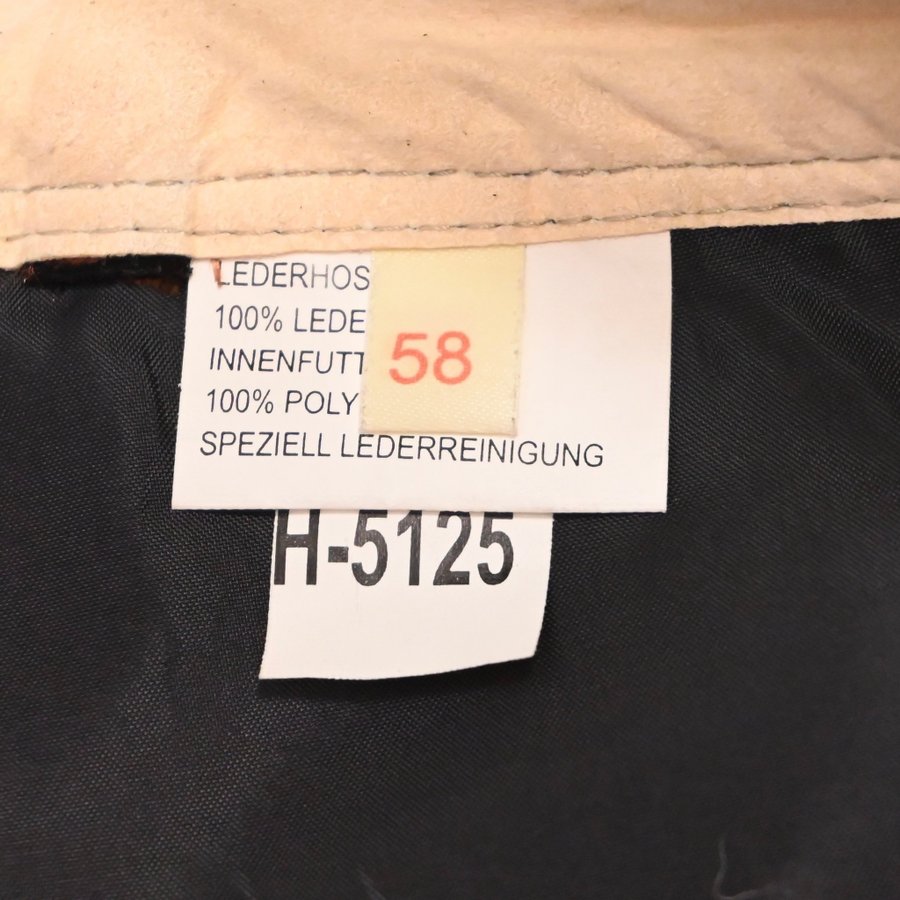 LEDERHOS
100% LEDE
INNENFUTT
100% POLY
58
SPEZIELL LEDERREINIGUNG
H-5125